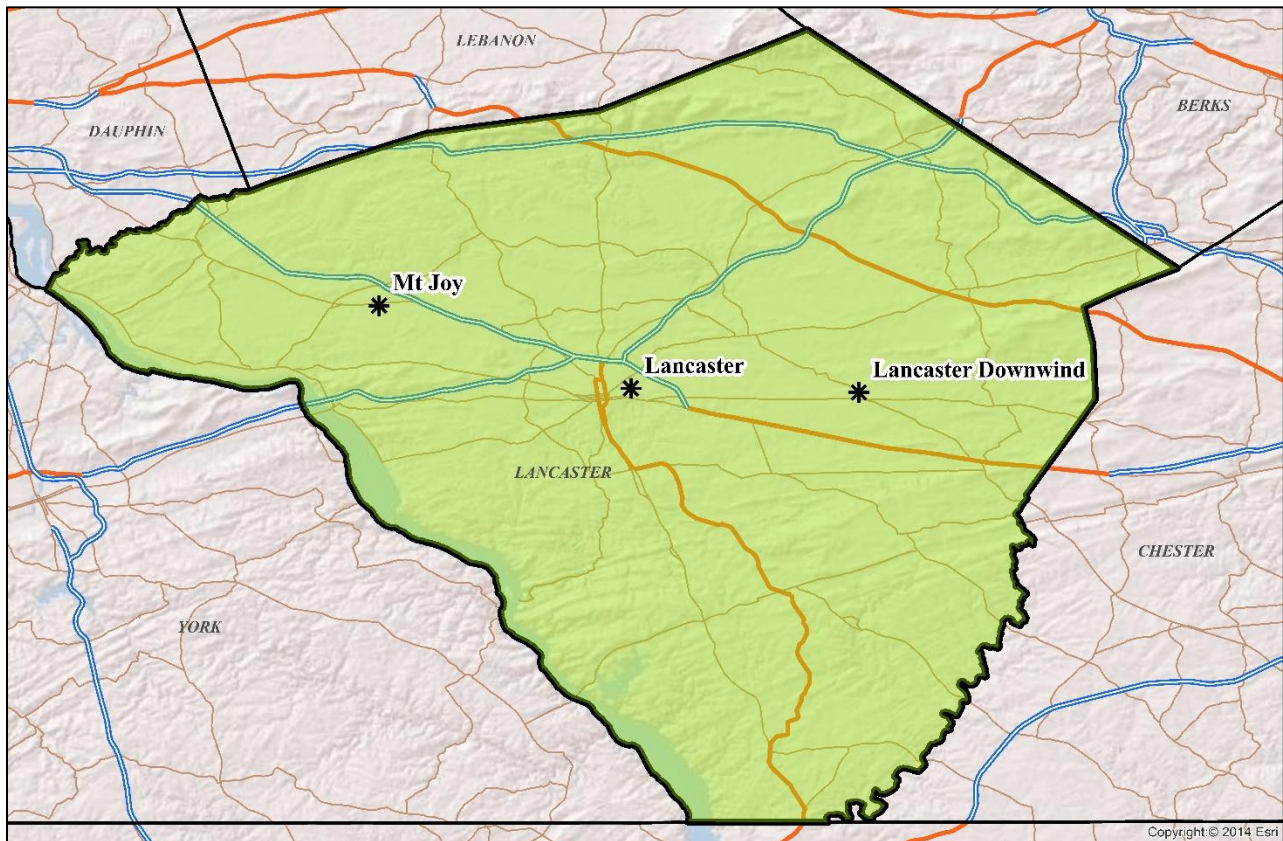 LEBANON
BERKS
DAUPHIN
Mt Joy
Lancaster
Lancaster Downwind
LANCASTER
CHESTER
YORK
Copyright © 2014 Esri